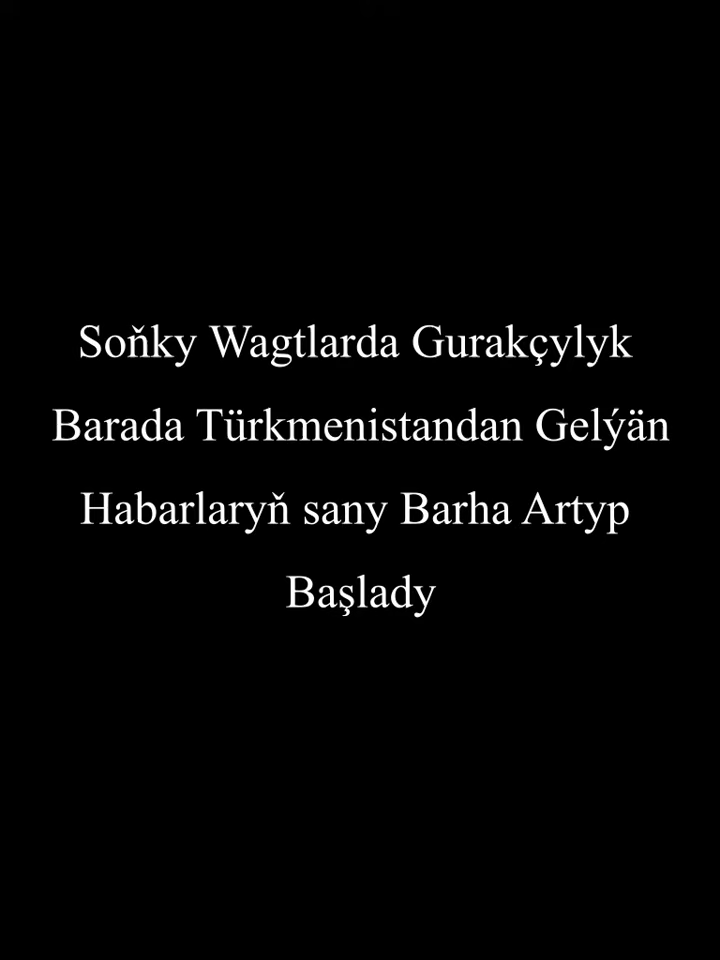 Soňky Wagtlarda Gurakçylyk
Barada Türkmenistandan Gelýän
Habarlaryň sany Barha Artyp
Başlady